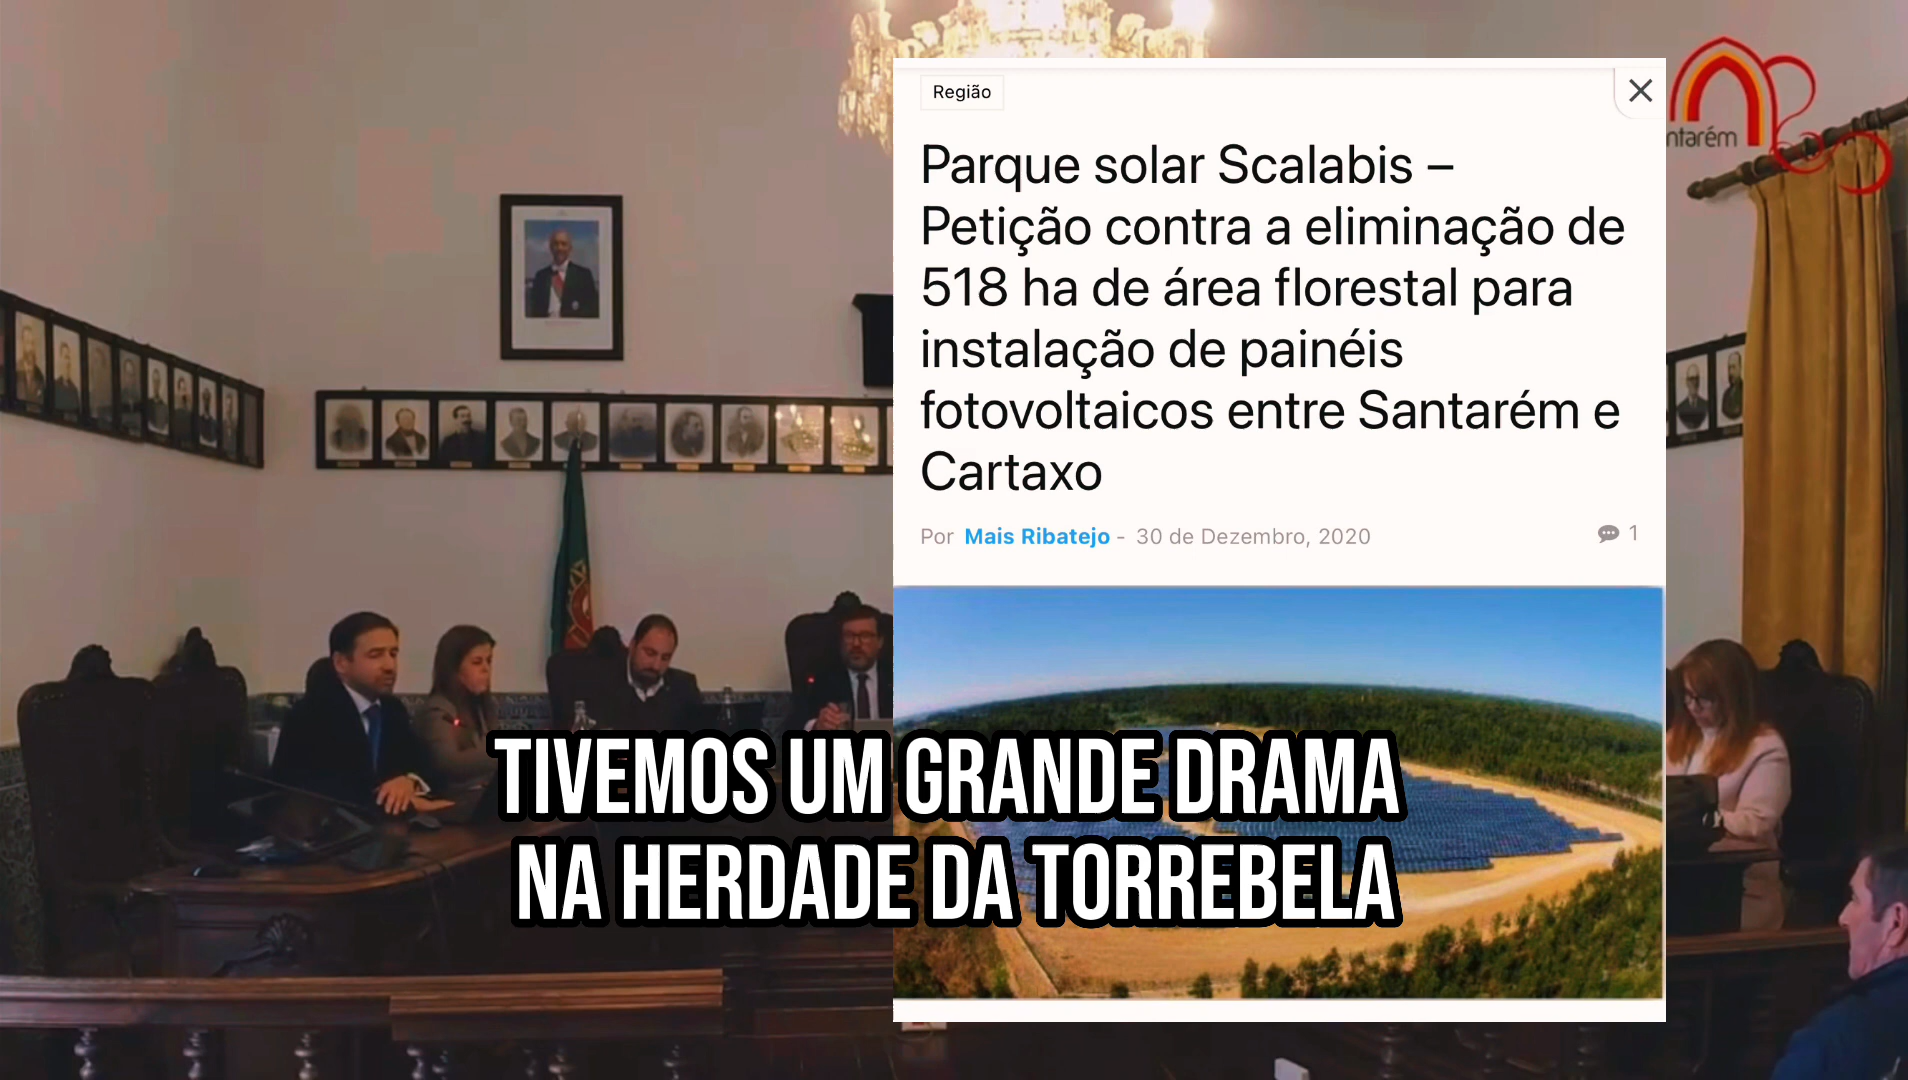 Região
ntarém
Parque solar Scalabis –
Petição contra a eliminação de
518 ha de área florestal para
instalação de painéis
fotovoltaicos entre Santarém e
Cartaxo
Por Mais Ribatejo - 30 de Dezembro, 2020
1
TIVEMOS UM GRANDE DRAMA
NA HERDADE DA TORREBELA